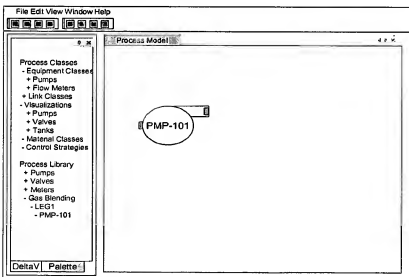 File Edit View Window Help
Process Model
Process Classes
- Equipment Classes
+ Pumps
+ Flow Meters
+ Link Classes
- Visualizations
+ Pumps
+ Valves
+ Tanks
- Material Classes
- Control Strategies
Process Library
+ Pumps
+ Valves
+ Meters
- Gas Blending
- LEG1
- PMP-101
PMP-101
DeltaV Palette